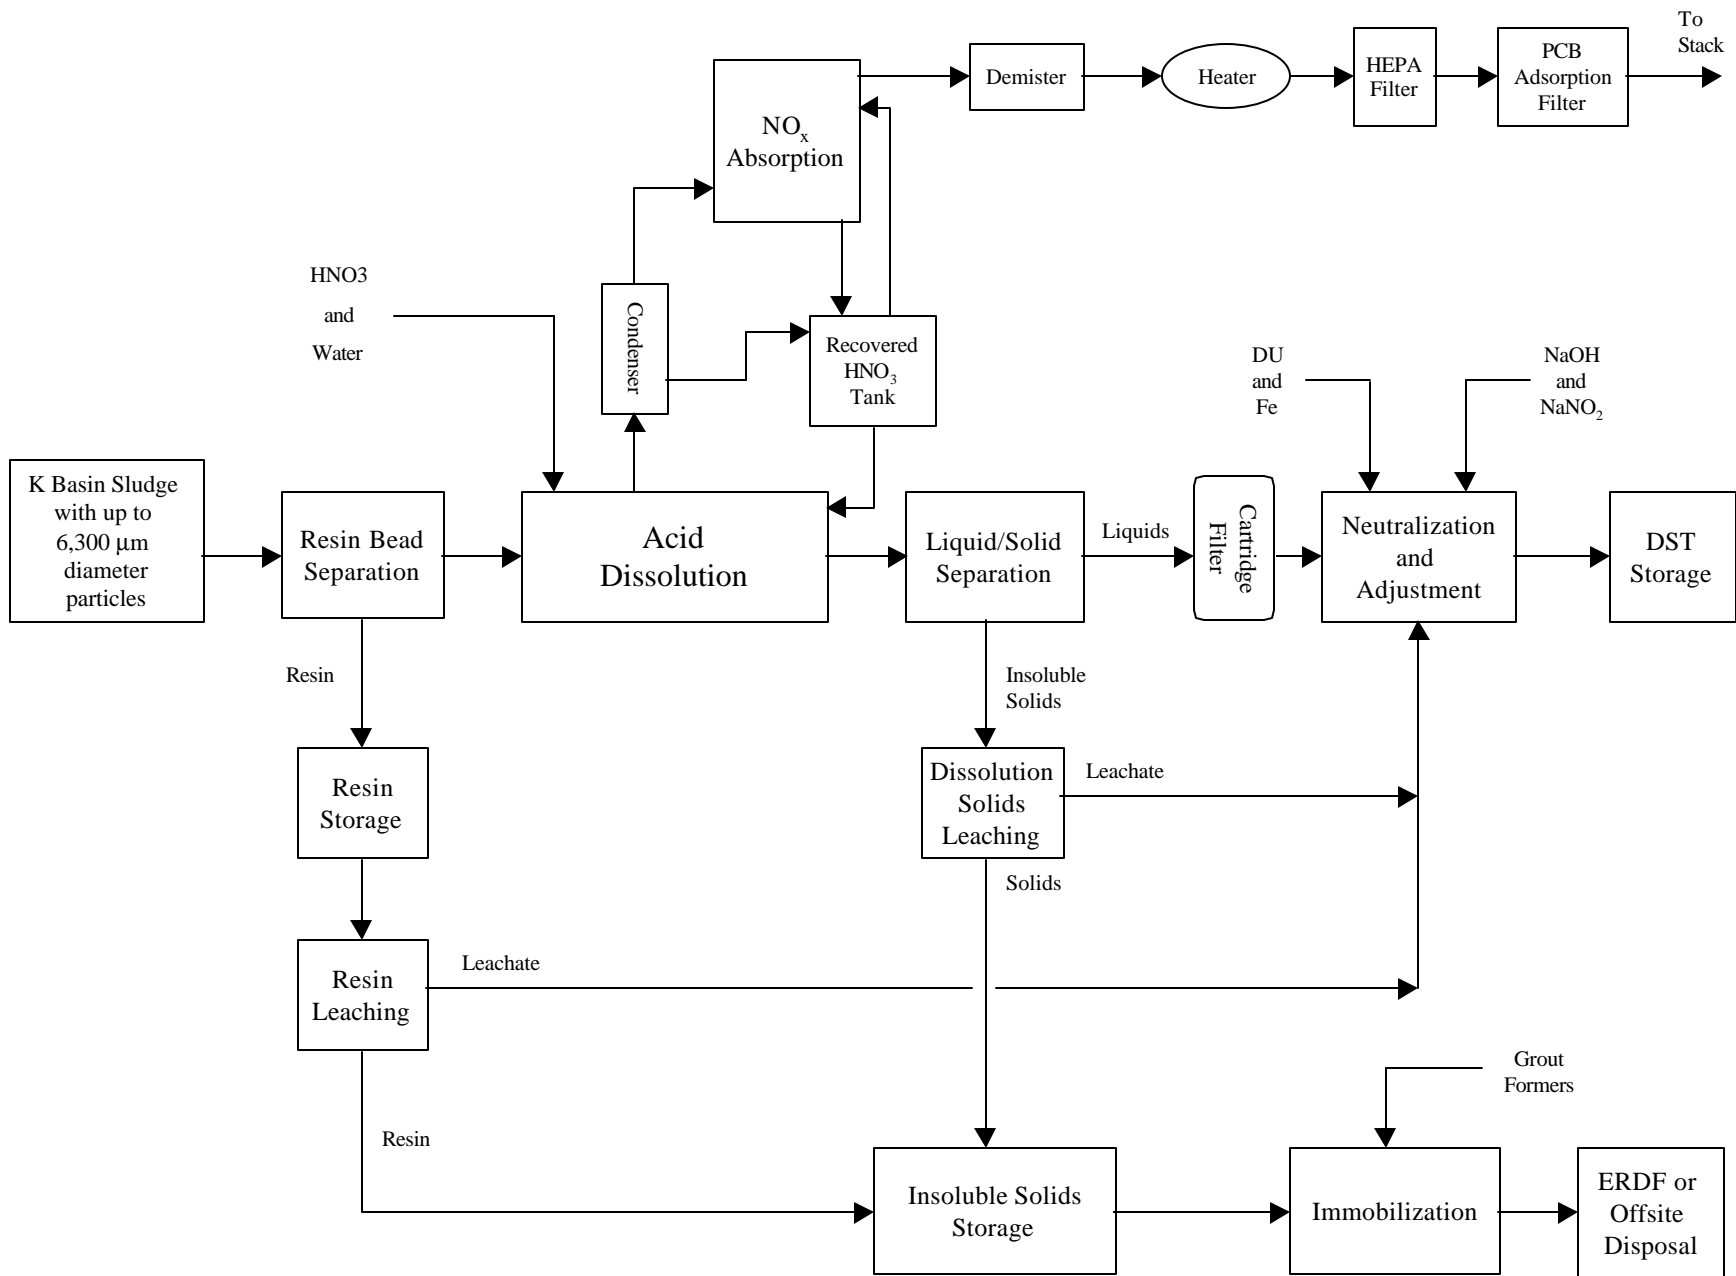 To
Stack
Demister
Heater
HEPA
Filter
PCB
Adsorption
Filter
NOx
Absorption
HNO3
and
Water
Condenser
Recovered
HNO3
Tank
DU
and
Fe
NaOH
and
NaNO2
K Basin Sludge
with up to
6,300 μm
diameter
particles
Resin Bead
Separation
Acid
Dissolution
Liquid/Solid
Separation
Liquids
Cartridge
Filter
Neutralization
and
Adjustment
DST
Storage
Resin
Insoluble
Solids
Resin
Storage
Dissolution
Solids
Leaching
Leachate
Solids
Resin
Leaching
Leachate
Grout
Formers
Resin
Insoluble Solids
Storage
Immobilization
ERDF or
Offsite
Disposal